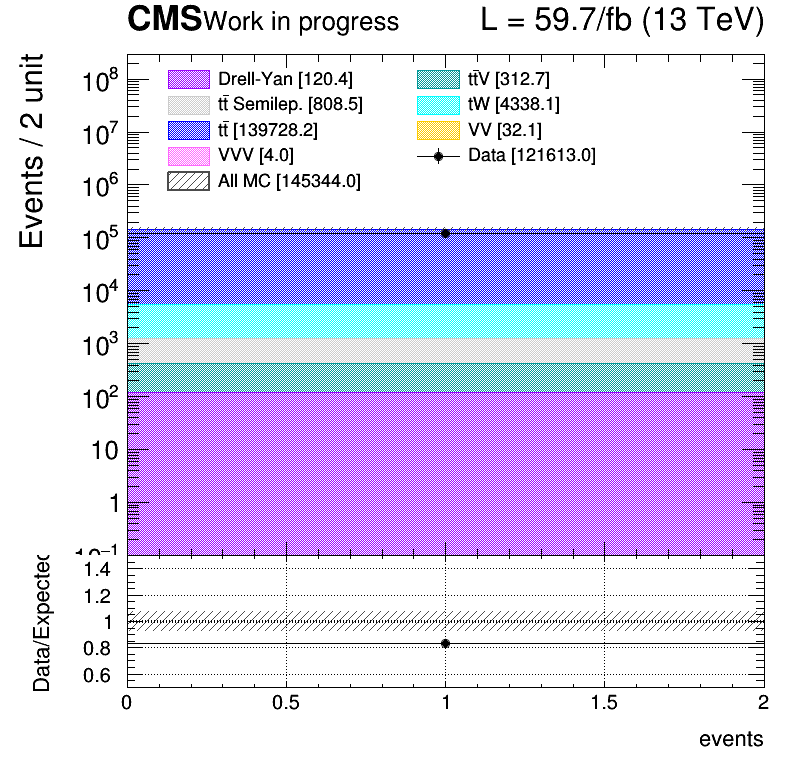 CMS Work in progress L = 59.7/fb (13 TeV)
Events / 2 unit
10⁸
10⁷
10⁶
10⁵
10⁴
10³
10²
10
1
10⁻¹
Drell-Yan [120.4]
tt̄ Semilep. [808.5]
tt̄ [139728.2]
VVV [4.0]
All MC [145344.0]
tt̄V [312.7]
tW [4338.1]
VV [32.1]
Data [121613.0]
Data/Expected
1.4
1.2
1
0.8
0.6
0 0.5 1 1.5 2
events